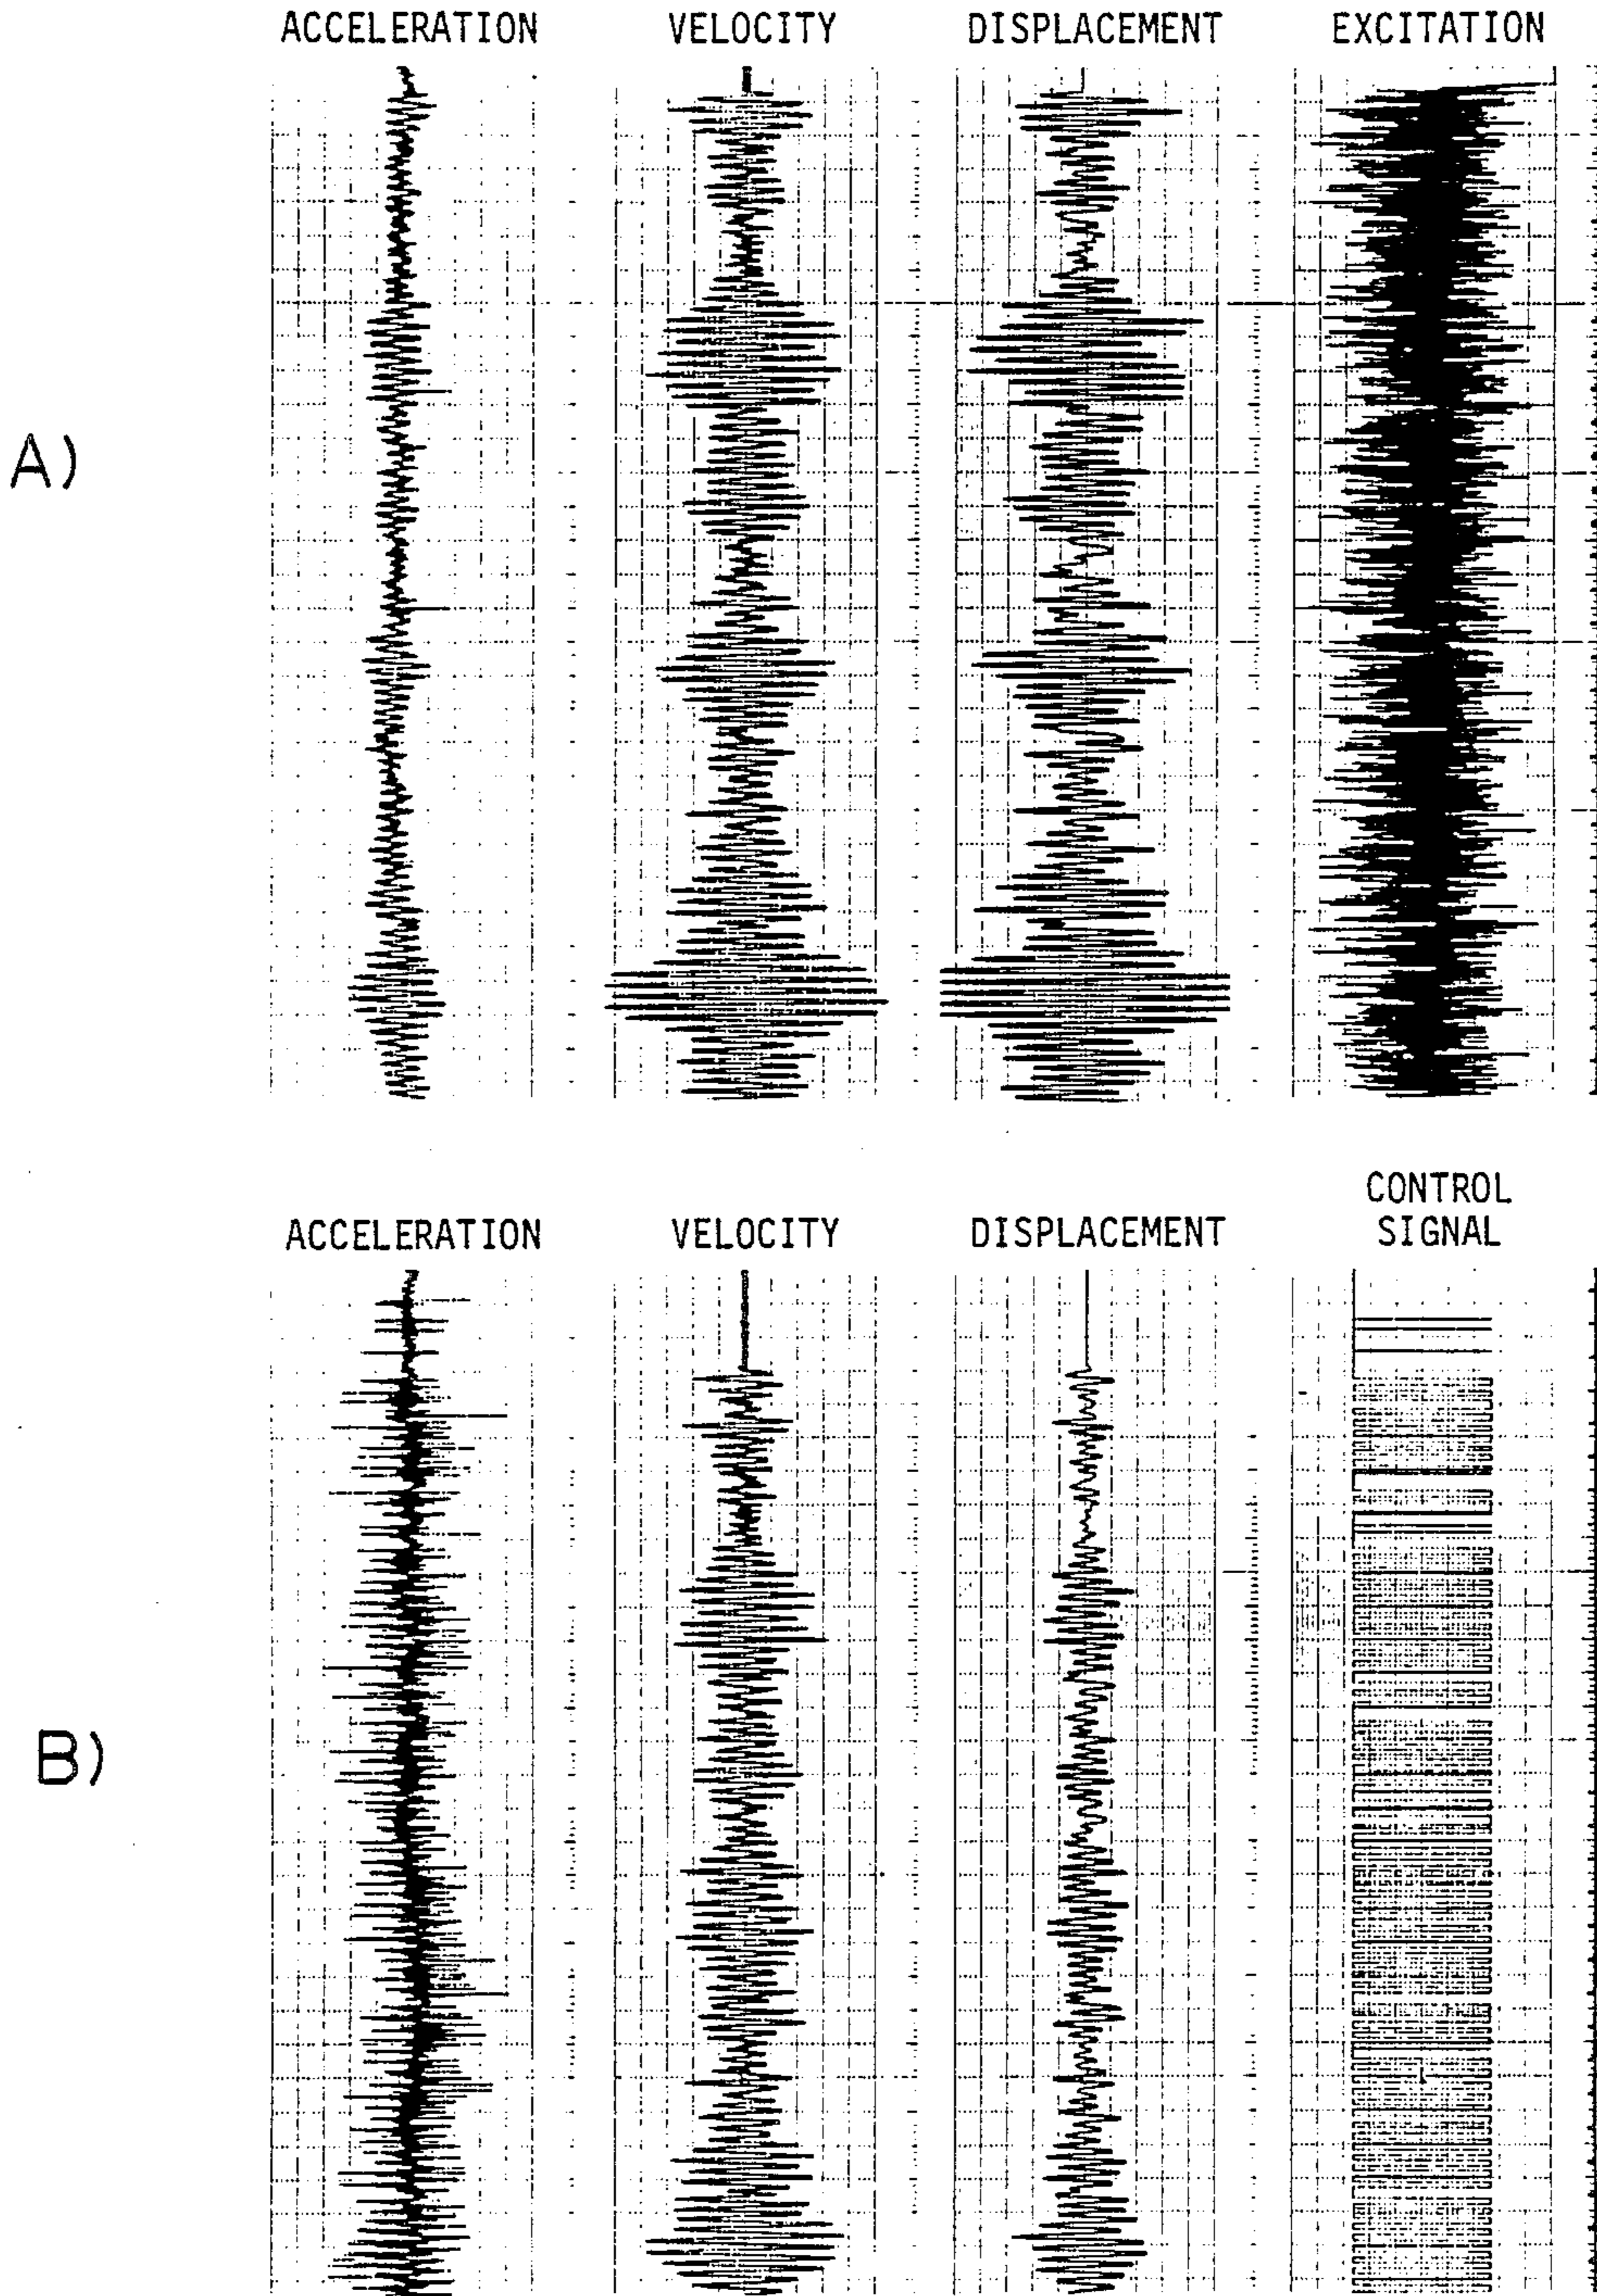 ACCELERATION VELOCITY DISPLACEMENT EXCITATION
A)
CONTROL
SIGNAL
ACCELERATION VELOCITY DISPLACEMENT
B)